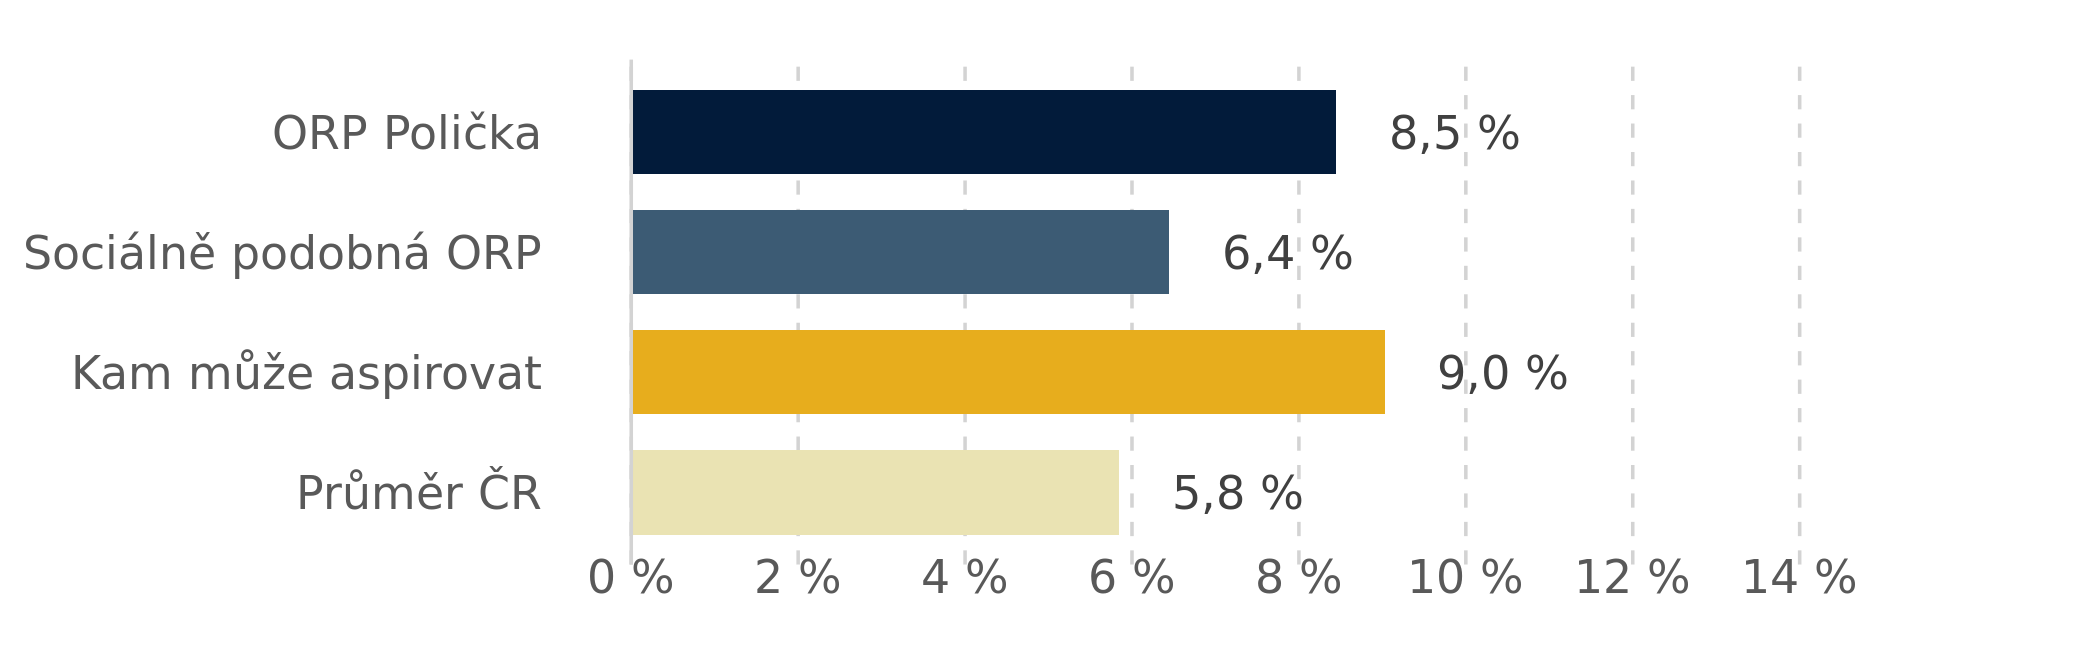 ORP Polička
8,5 %
Sociálně podobná ORP
6,4 %
Kam může aspirovat
9,0 %
Průměr ČR
5,8 %
0 % 2 % 4 % 6 % 8 % 10 % 12 % 14 %